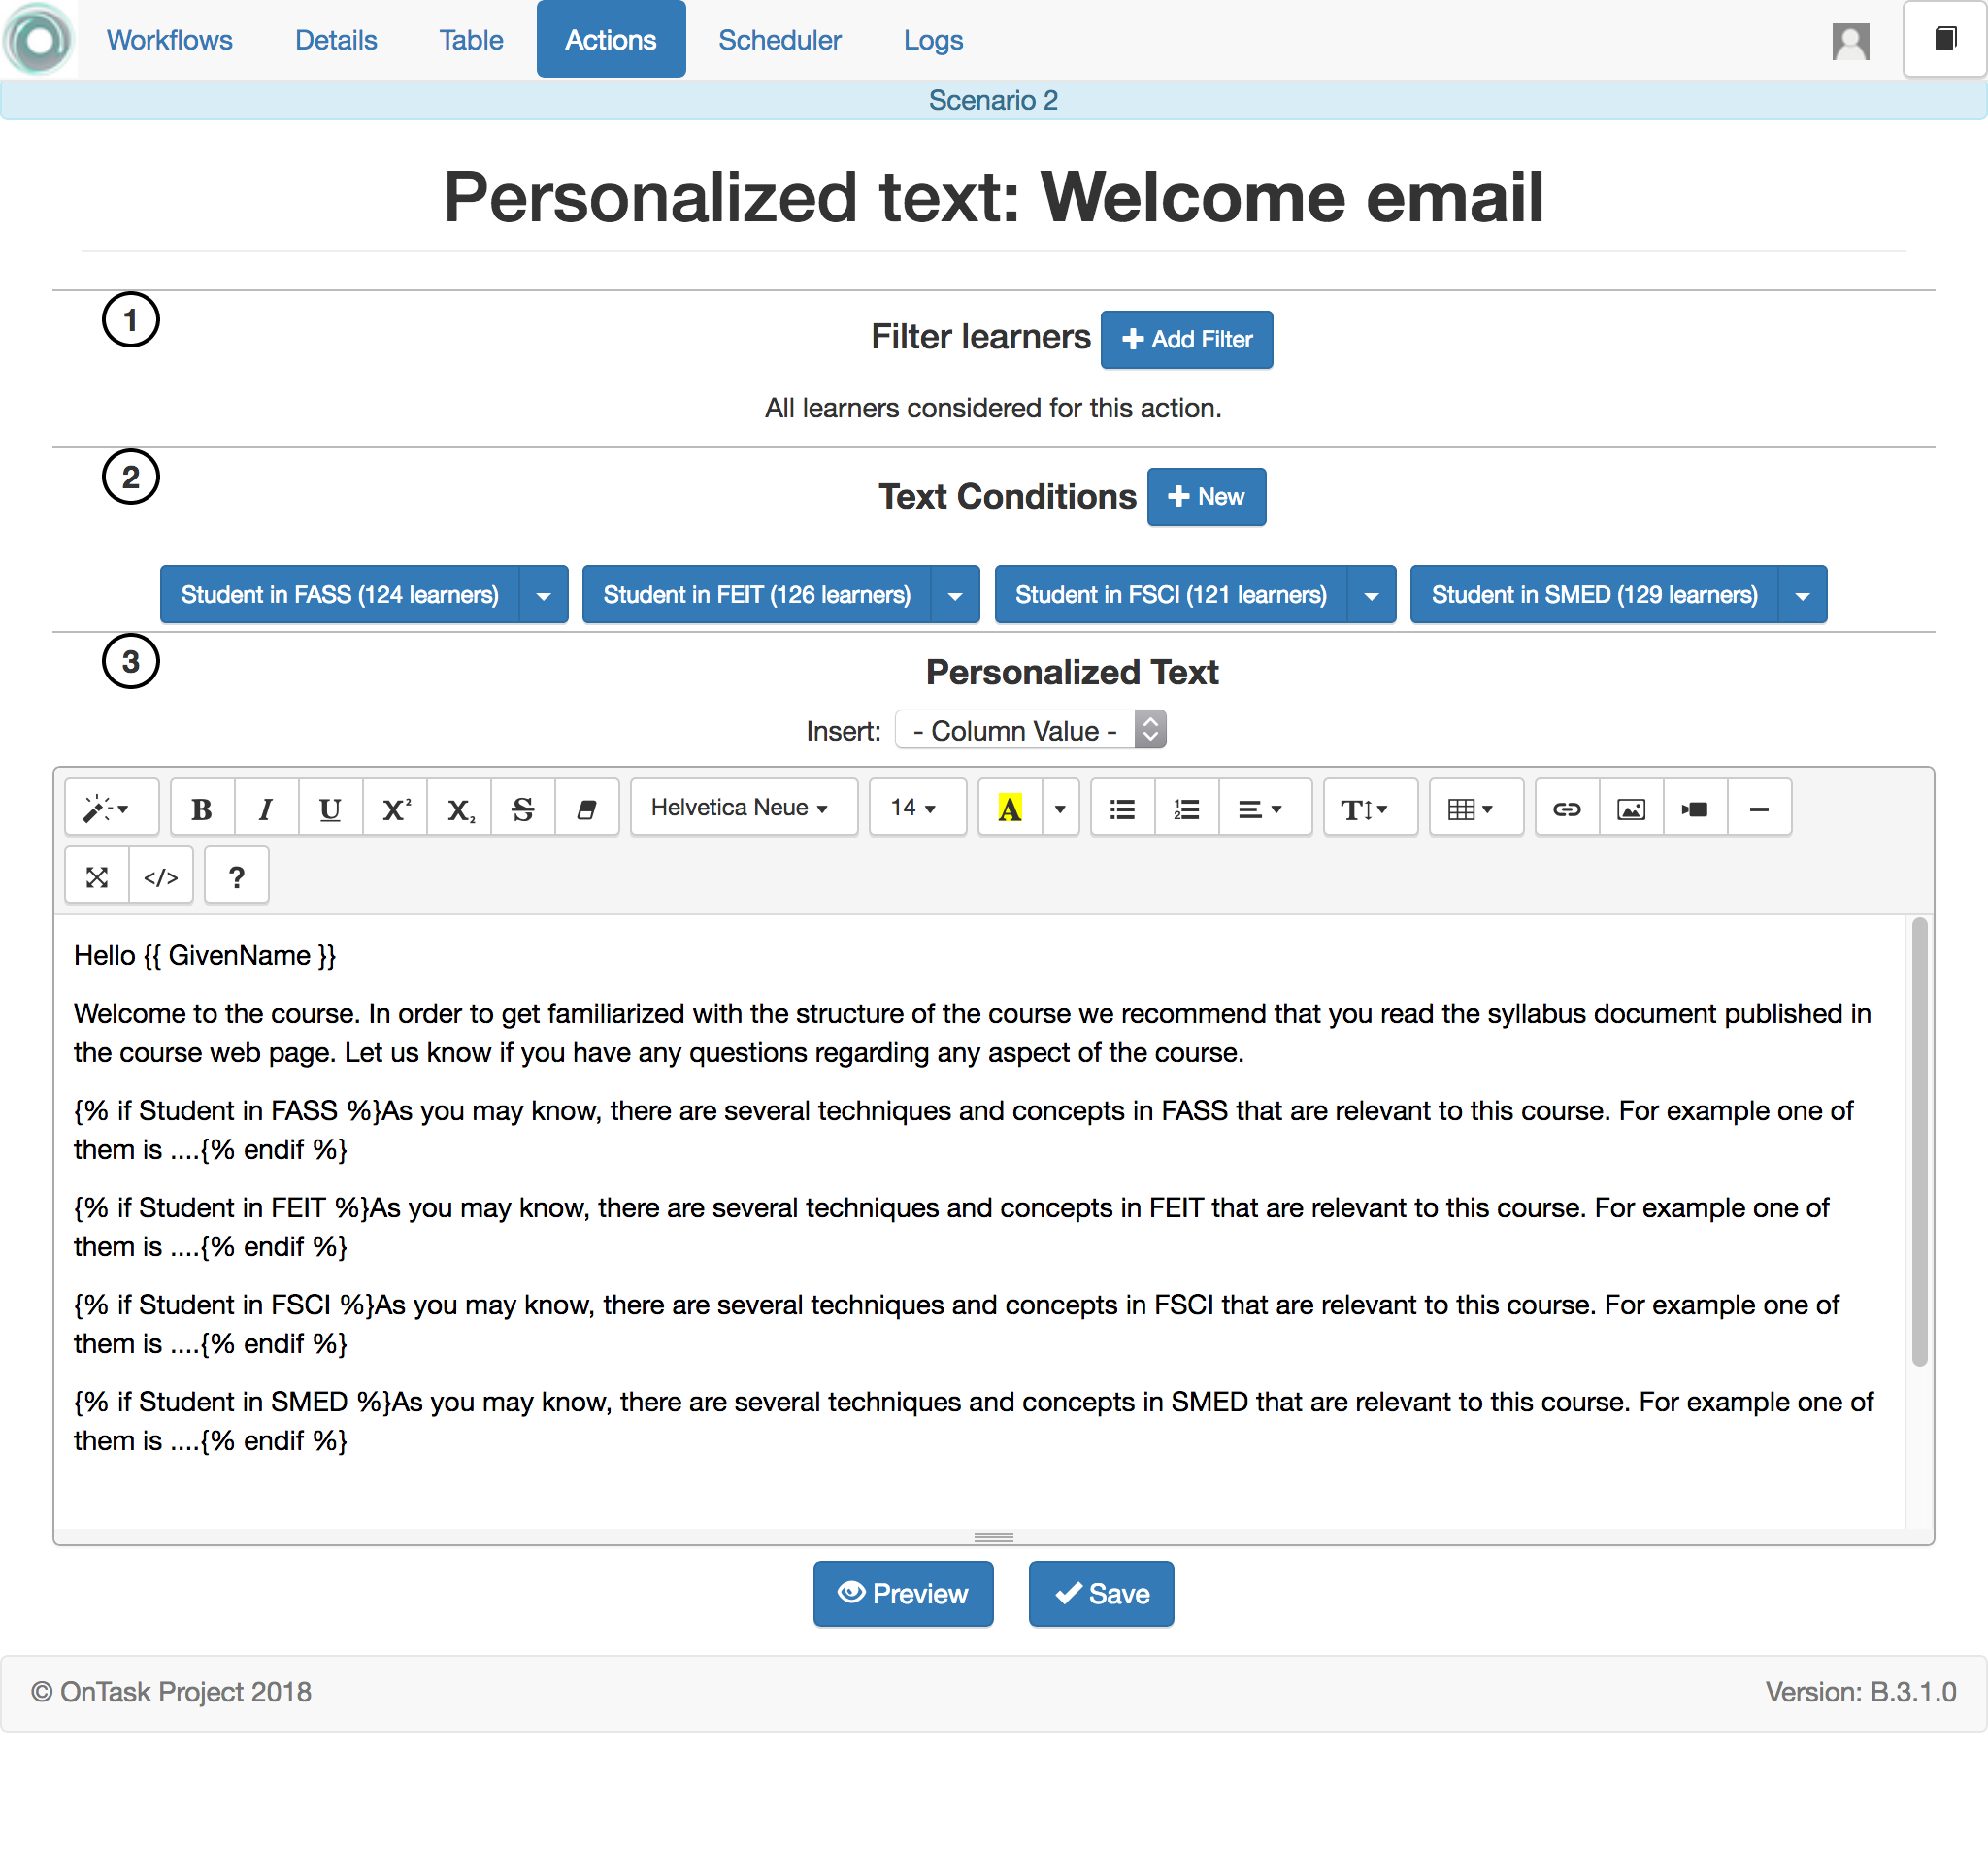 Workflows Details Table Actions Scheduler Logs
Scenario 2
Personalized text: Welcome email
1
Filter learners + Add Filter
All learners considered for this action.
2
Text Conditions + New
Student in FASS (124 learners) Student in FEIT (126 learners) Student in FSCI (121 learners) Student in SMED (129 learners)
3
Personalized Text
Insert: - Column Value -
B I U X² X₂ S Helvetica Neue 14 A T
</> ?
Hello {{ GivenName }}
Welcome to the course. In order to get familiarized with the structure of the course we recommend that you read the syllabus document published in
the course web page. Let us know if you have any questions regarding any aspect of the course.
{% if Student in FASS %}As you may know, there are several techniques and concepts in FASS that are relevant to this course. For example one of
them is ....{% endif %}
{% if Student in FEIT %}As you may know, there are several techniques and concepts in FEIT that are relevant to this course. For example one of
them is ....{% endif %}
{% if Student in FSCI %}As you may know, there are several techniques and concepts in FSCI that are relevant to this course. For example one of
them is ....{% endif %}
{% if Student in SMED %}As you may know, there are several techniques and concepts in SMED that are relevant to this course. For example one of
them is ....{% endif %}
Preview Save
© OnTask Project 2018 Version: B.3.1.0